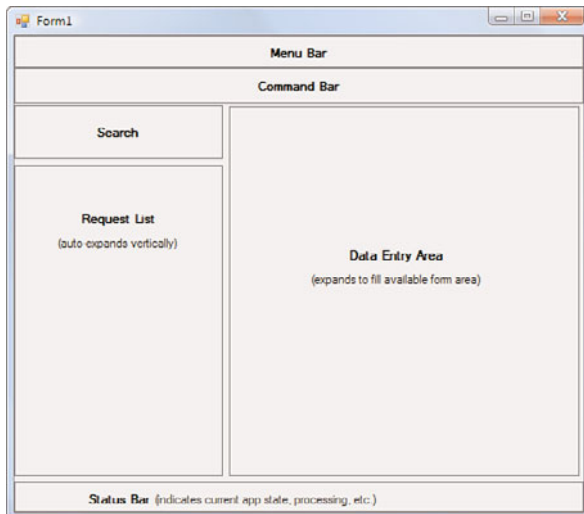 Form1
Menu Bar
Command Bar
Search
Request List
(auto expands vertically)
Data Entry Area
(expands to fill available form area)
Status Bar (indicates current app state, processing, etc.)